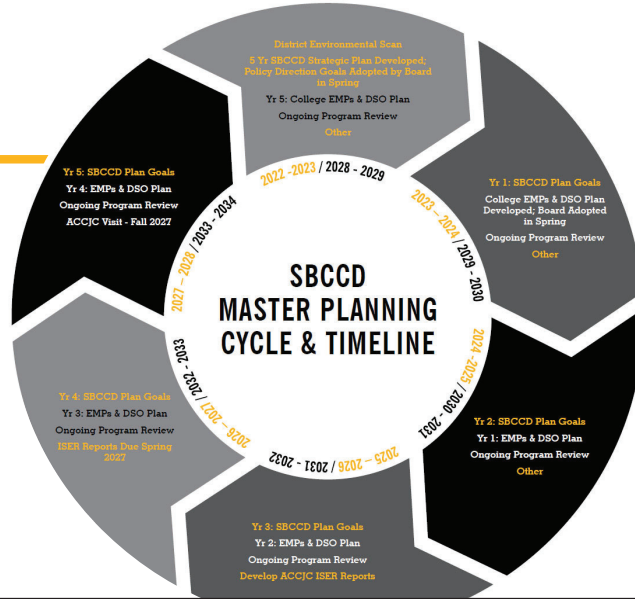 District Environmental Scan
5 Yr SBCCD Strategic Plan Developed;
Policy Direction Goals Adopted by Board
in Spring
Yr 5: College EMPs & DSO Plan
Ongoing Program Review
Other
2022 -2023 / 2028 - 2029
Yr 1: SBCCD Plan Goals
College EMPs & DSO Plan
Developed; Board Adopted
in Spring
Ongoing Program Review
Other
2023 – 2024 / 2029 - 2030
Yr 2: SBCCD Plan Goals
Yr 1: EMPs & DSO Plan
Ongoing Program Review
Other
2024 -2025 / 2030 - 2031
Yr 3: SBCCD Plan Goals
Yr 2: EMPs & DSO Plan
Ongoing Program Review
Develop ACCJC ISER Reports
2025 – 2026 / 2031 - 2032
Yr 4: SBCCD Plan Goals
Yr 3: EMPs & DSO Plan
Ongoing Program Review
ISER Reports Due Spring
2027
2026 – 2027 / 2032 - 2033
Yr 5: SBCCD Plan Goals
Yr 4: EMPs & DSO Plan
Ongoing Program Review
ACCJC Visit - Fall 2027
2027 – 2028 / 2033 - 2034
SBCCD
MASTER PLANNING
CYCLE & TIMELINE